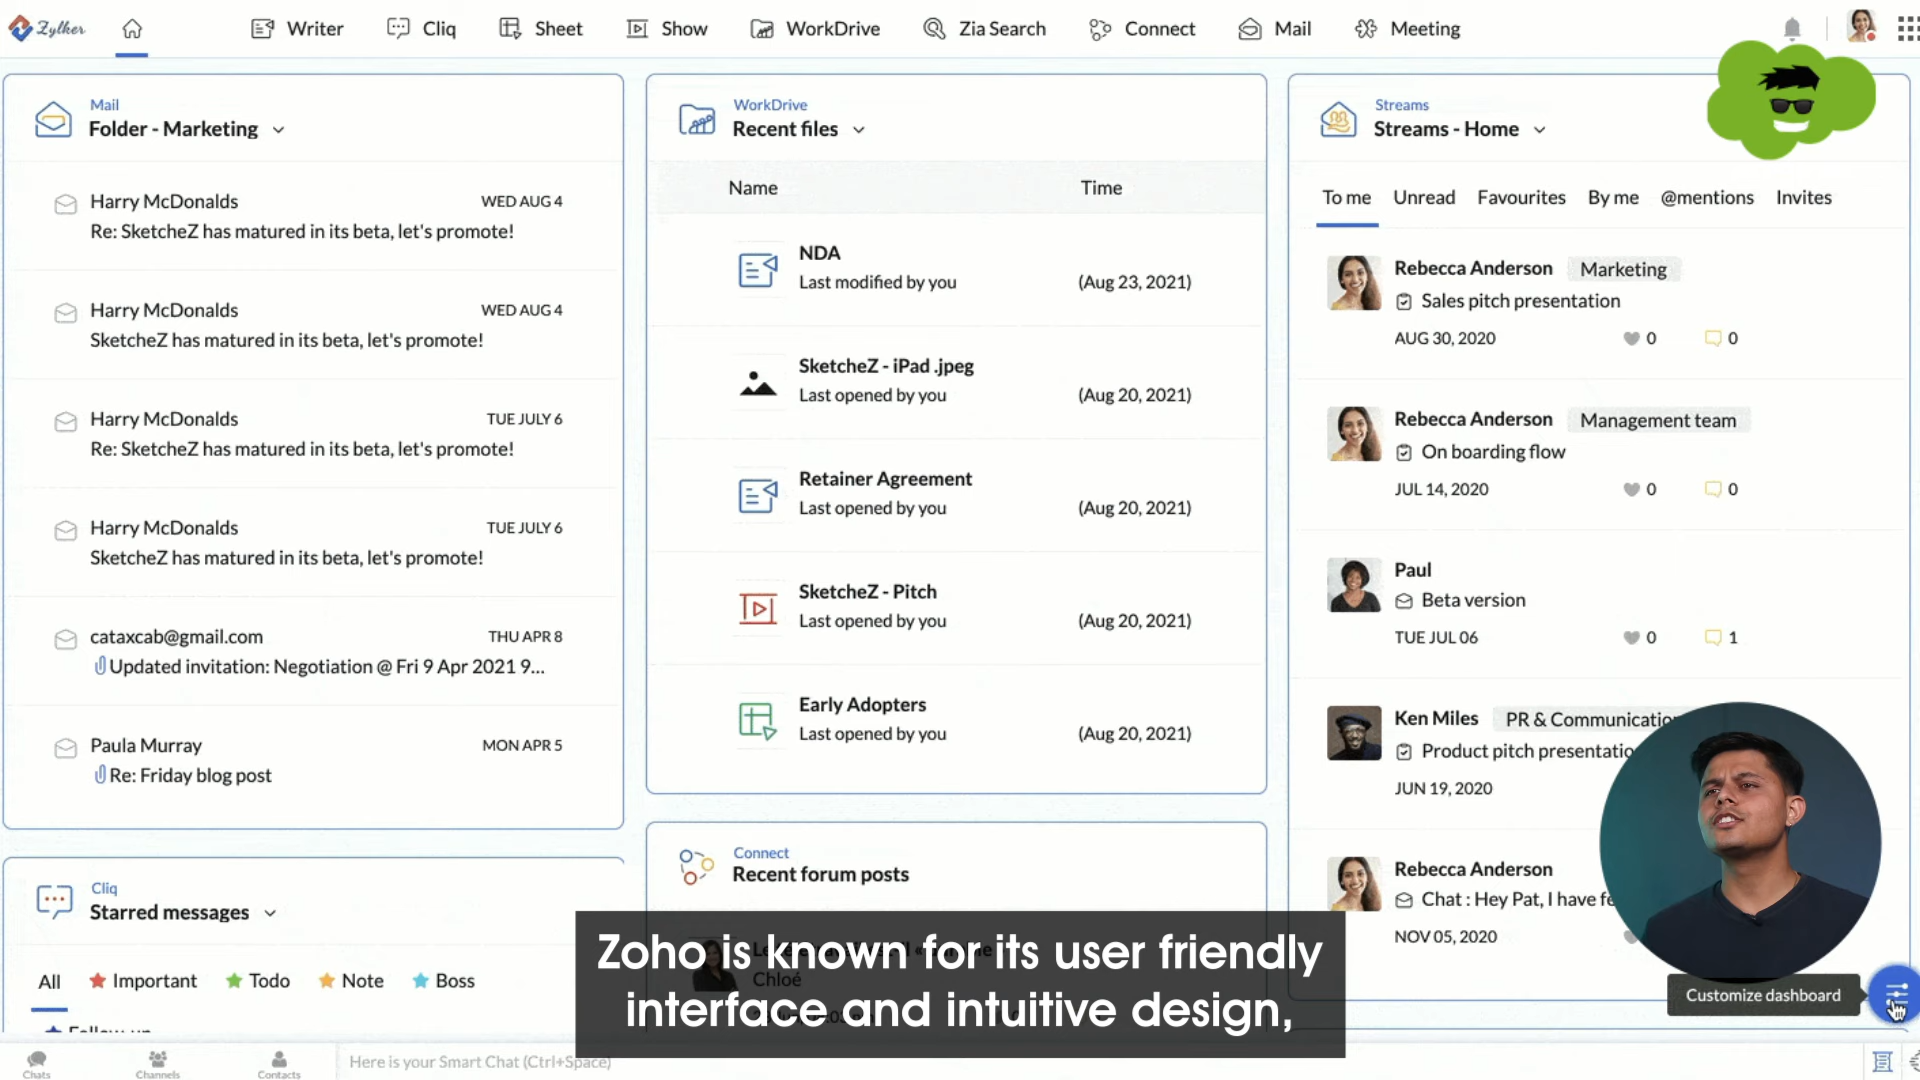 Zylker
Writer
Cliq
Sheet
Show
WorkDrive
Zia Search
Connect
Mail
Meeting
Mail
Folder - Marketing
Harry McDonalds
WED AUG 4
Re: SketcheZ has matured in its beta, let's promote!
Harry McDonalds
WED AUG 4
SketcheZ has matured in its beta, let's promote!
Harry McDonalds
TUE JULY 6
Re: SketcheZ has matured in its beta, let's promote!
Harry McDonalds
TUE JULY 6
SketcheZ has matured in its beta, let's promote!
cataxcab@gmail.com
THU APR 8
Updated invitation: Negotiation @ Fri 9 Apr 2021 9...
Paula Murray
MON APR 5
Re: Friday blog post
Cliq
Starred messages
All
Important
Todo
Note
Boss
WorkDrive
Recent files
Name
Time
NDA
Last modified by you
(Aug 23, 2021)
SketcheZ - iPad .jpeg
Last opened by you
(Aug 20, 2021)
Retainer Agreement
Last opened by you
(Aug 20, 2021)
SketcheZ - Pitch
Last opened by you
(Aug 20, 2021)
Early Adopters
Last opened by you
(Aug 20, 2021)
Connect
Recent forum posts
Chloé
Streams
Streams - Home
To me
Unread
Favourites
By me
@mentions
Invites
Rebecca Anderson
Marketing
Sales pitch presentation
AUG 30, 2020
0
0
Rebecca Anderson
Management team
On boarding flow
JUL 14, 2020
0
0
Paul
Beta version
TUE JUL 06
0
1
Ken Miles
PR & Communicatio
Product pitch presentatio
JUN 19, 2020
Rebecca Anderson
Chat : Hey Pat, I have fe
NOV 05, 2020
Customize dashboard
Zoho is known for its user friendly
interface and intuitive design,
Chats
Channels
Contacts
Here is your Smart Chat (Ctrl+Space)